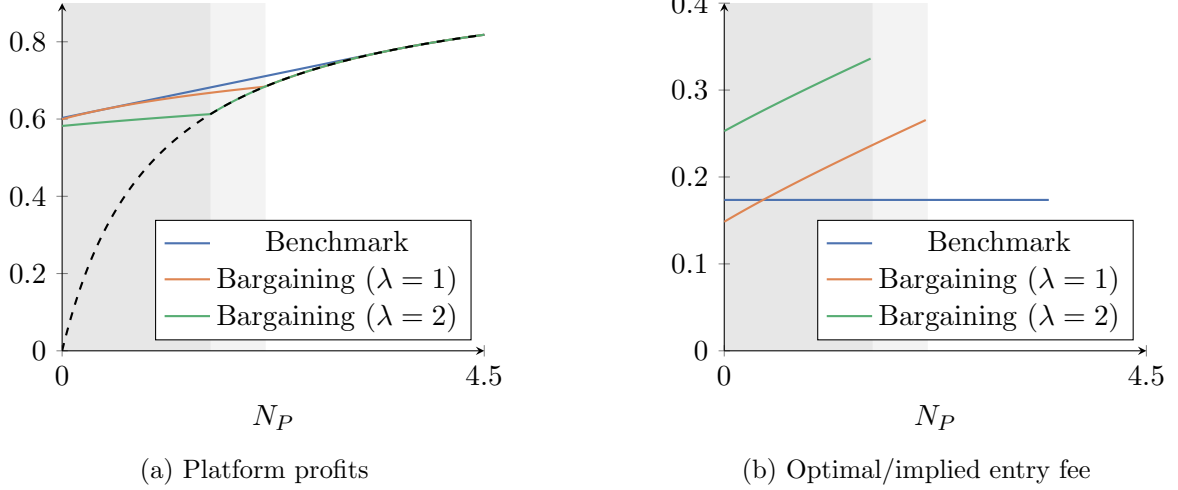 0.8
0.6
0.4
0.2
0
0
4.5
Benchmark
Bargaining (λ = 1)
Bargaining (λ = 2)
N_P
(a) Platform profits
0.4
0.3
0.2
0.1
0
0
4.5
Benchmark
Bargaining (λ = 1)
Bargaining (λ = 2)
N_P
(b) Optimal/implied entry fee